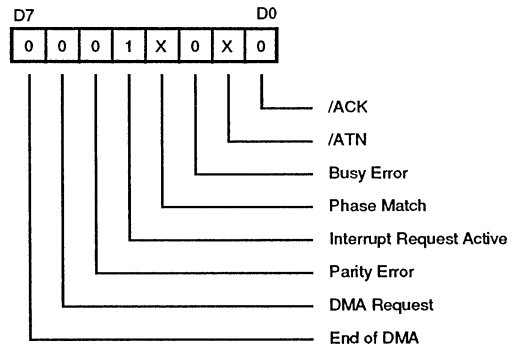 D7 D0
0 0 0 1 X 0 X 0
/ACK
/ATN
Busy Error
Phase Match
Interrupt Request Active
Parity Error
DMA Request
End of DMA